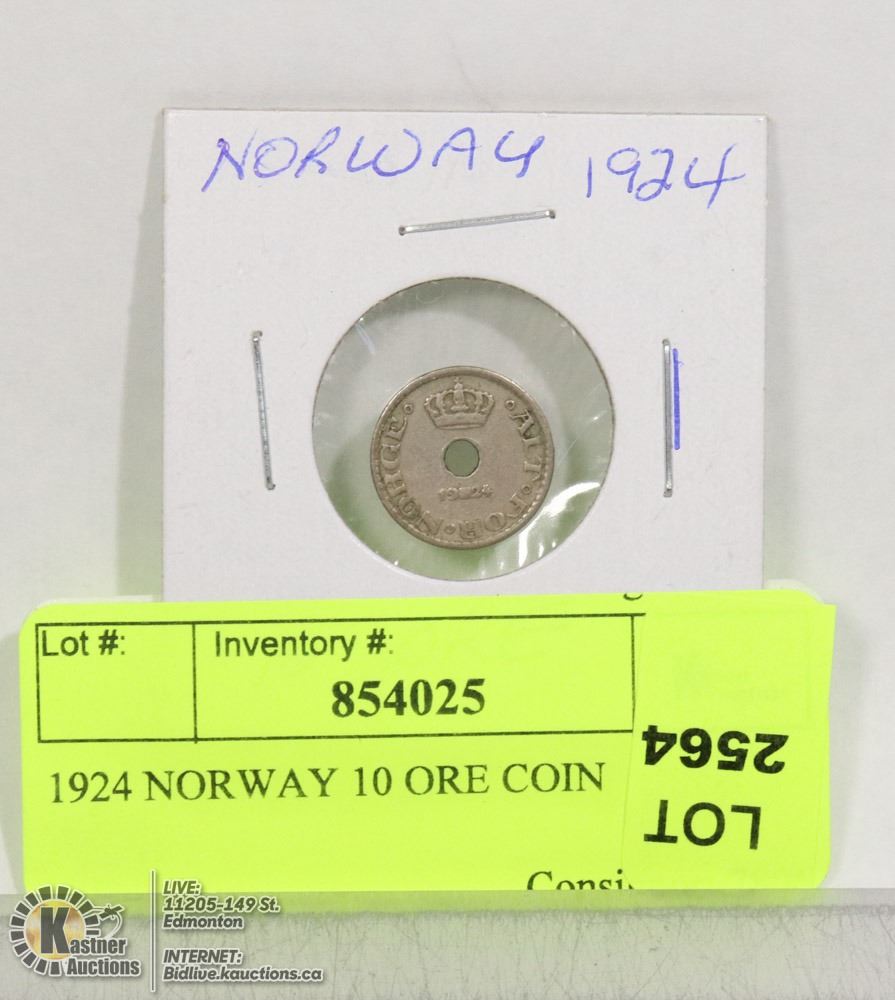 NORWAY 1924
ALT FOR NORGE
1924
Lot #:
Inventory #:
854025
1924 NORWAY 10 ORE COIN
LOT
2564
Kastner
Auctions
LIVE:
11205-149 St.
Edmonton
INTERNET:
Bidlive.kauctions.ca